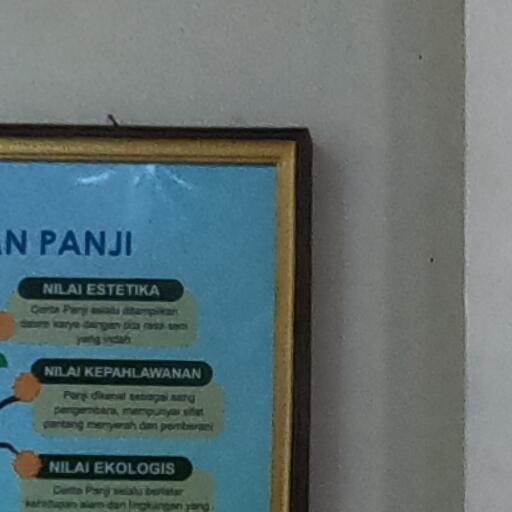 AN PANJI
NILAI ESTETIKA
Cerita Panji selalu ditampilkan
dalam karya dengan cita rasa seni
yang indah
NILAI KEPAHLAWANAN
Panji dikenal sebagai sang
pengembara, mempunyai sifat
pantang menyerah dan pemberani
NILAI EKOLOGIS
Cerita Panji selalu berlatar
kehidupan alam dan lingkungan yang